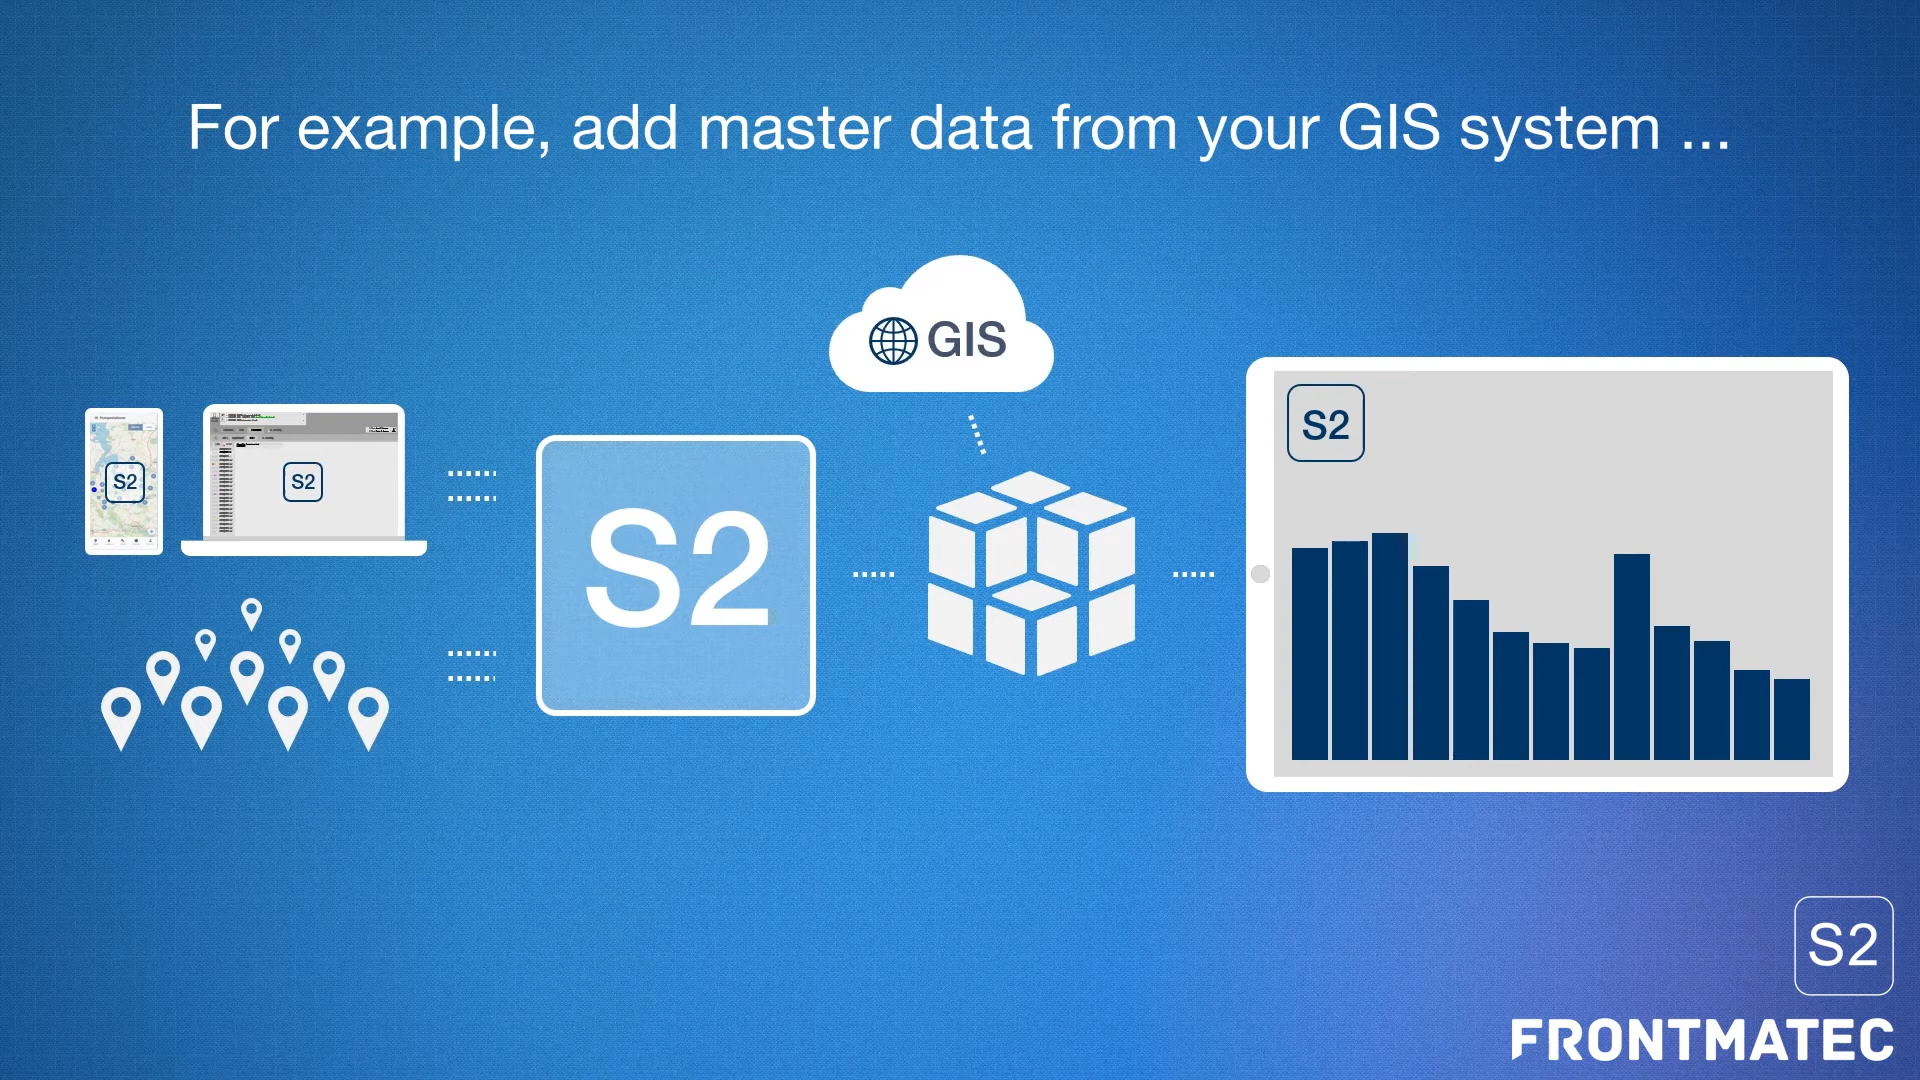 For example, add master data from your GIS system ...
GIS
S2
S2
S2
S2
S2
FRONTMATEC